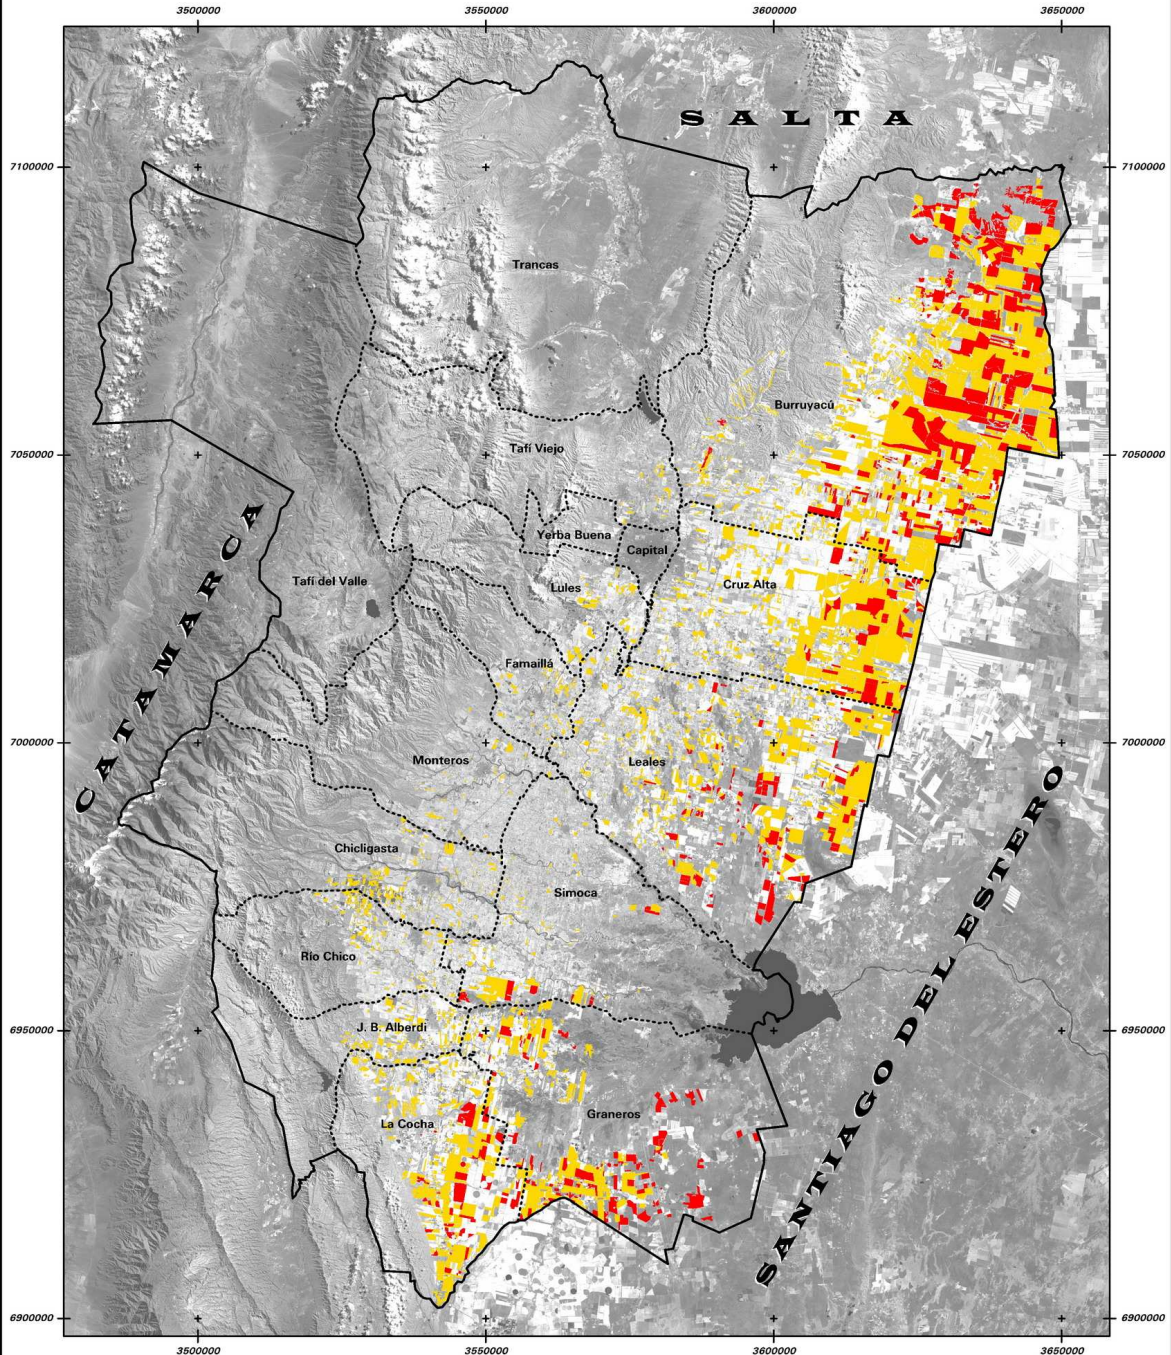 3500000 3550000 3600000 3650000
SALTA
7100000 7100000
Trancas
Burruyacú
Tafí Viejo
7050000 7050000
CATAMARCA
Yerba Buena
Capital
Tafí del Valle
Lules
Cruz Alta
Famaillá
7000000 7000000
Monteros
Leales
SANTIAGO DEL ESTERO
Chicligasta
Simoca
Río Chico
6950000 6950000
J. B. Alberdi
Graneros
La Cocha
6900000 6900000
3500000 3550000 3600000 3650000